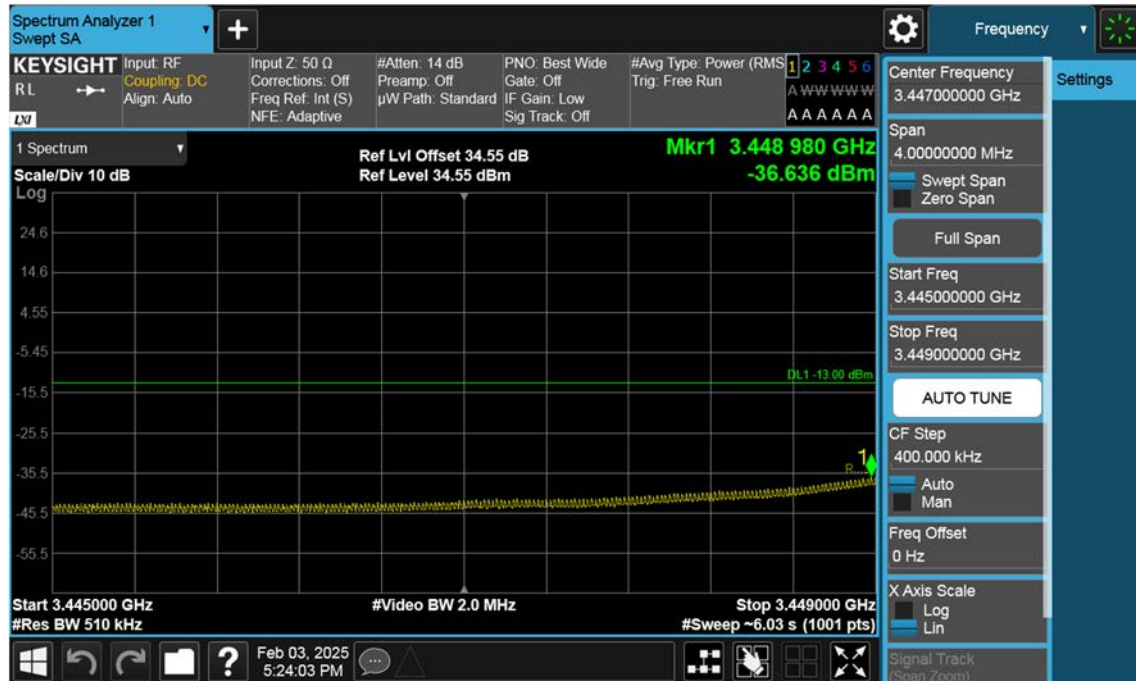 Spectrum Analyzer 1
Swept SA
+
Frequency
KEYSIGHT
RL
LXI
Input: RF
Coupling: DC
Align: Auto
Input Z: 50 Ω
Corrections: Off
Freq Ref: Int (S)
NFE: Adaptive
#Atten: 14 dB
Preamp: Off
µW Path: Standard
PNO: Best Wide
Gate: Off
IF Gain: Low
Sig Track: Off
#Avg Type: Power (RMS
Trig: Free Run
1 2 3 4 5 6
A W W W W W
A A A A A A
1 Spectrum
Scale/Div 10 dB
Ref Lvl Offset 34.55 dB
Ref Level 34.55 dBm
Mkr1 3.448 980 GHz
-36.636 dBm
Log
24.6
14.6
4.55
-5.45
-15.5
-25.5
-35.5
-45.5
-55.5
DL1 -13.00 dBm
1
R....
Start 3.445000 GHz
#Res BW 510 kHz
#Video BW 2.0 MHz
Stop 3.449000 GHz
#Sweep ~6.03 s (1001 pts)
Center Frequency
3.447000000 GHz
Settings
Span
4.00000000 MHz
Swept Span
Zero Span
Full Span
Start Freq
3.445000000 GHz
Stop Freq
3.449000000 GHz
AUTO TUNE
CF Step
400.000 kHz
Auto
Man
Freq Offset
0 Hz
X Axis Scale
Log
Lin
Signal Track
(Span Zoom)
?
Feb 03, 2025
5:24:03 PM